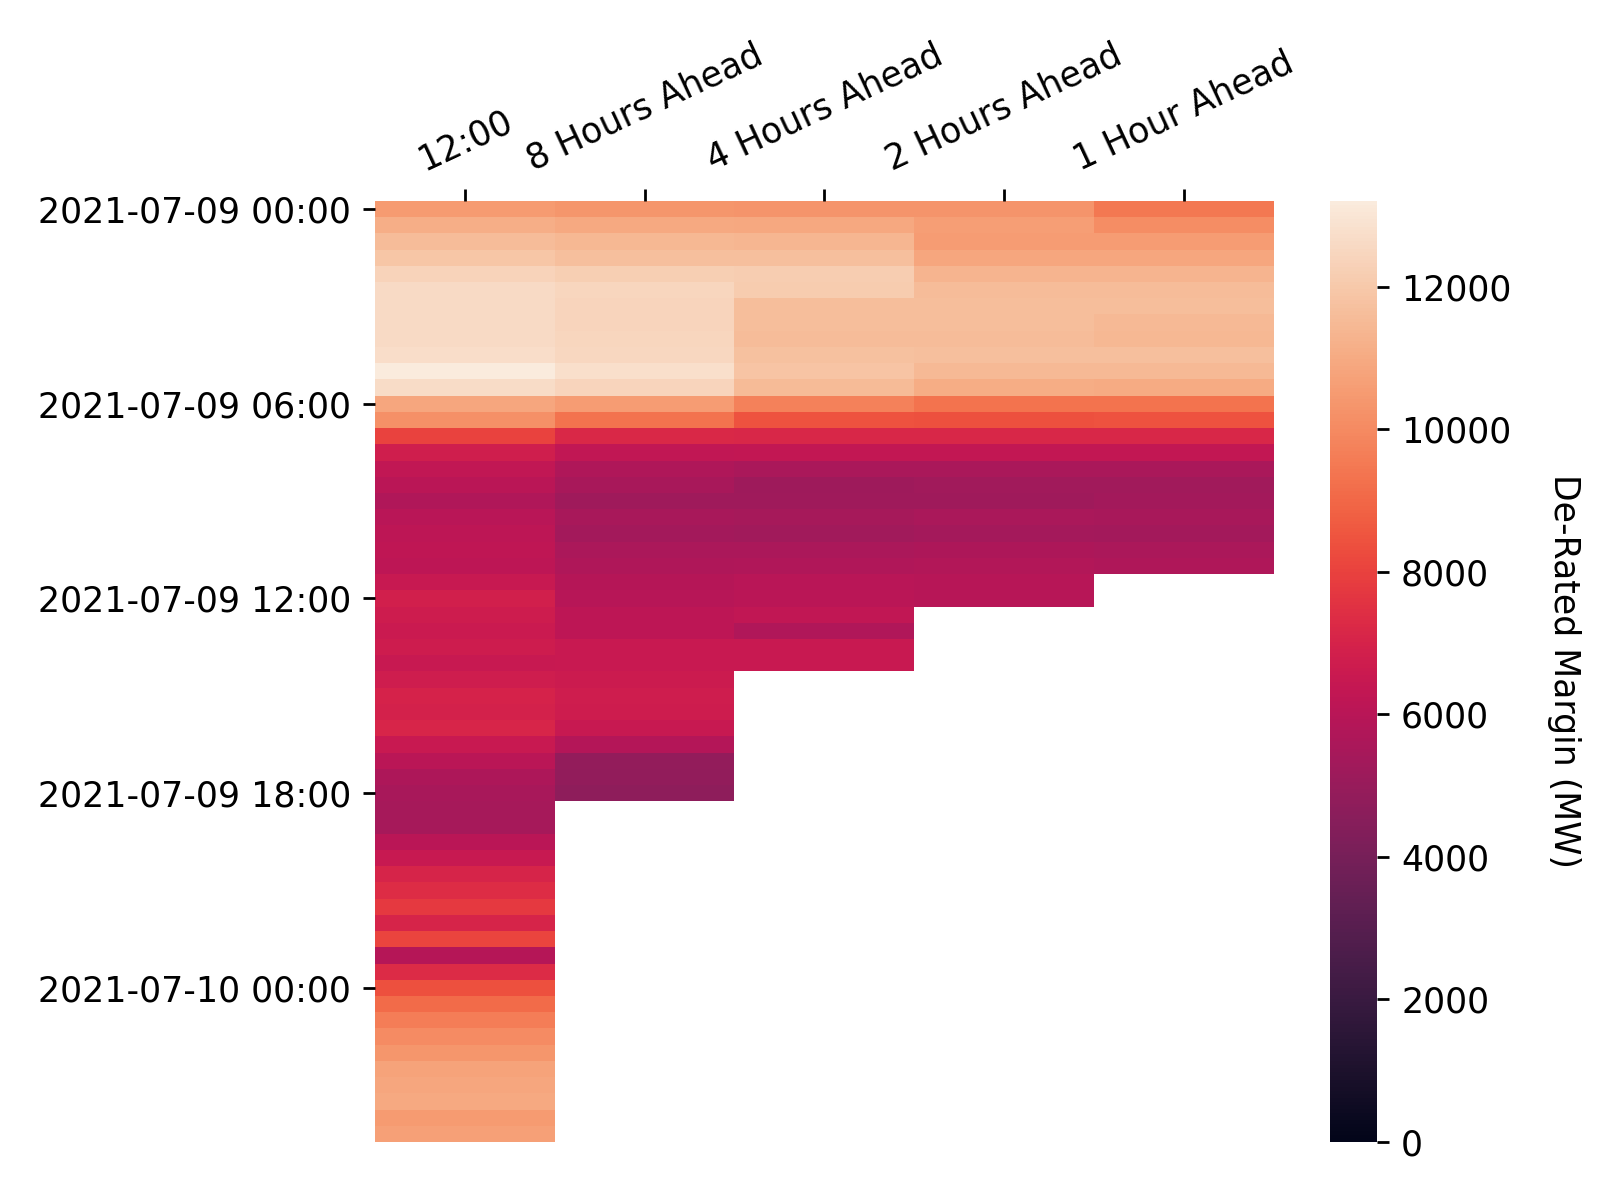 12:00
8 Hours Ahead
4 Hours Ahead
2 Hours Ahead
1 Hour Ahead
2021-07-09 00:00
2021-07-09 06:00
2021-07-09 12:00
2021-07-09 18:00
2021-07-10 00:00
12000
10000
8000
6000
4000
2000
0
De-Rated Margin (MW)